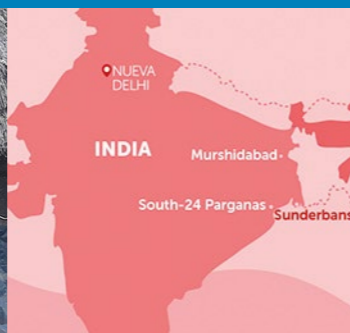 NUEVA
DELHI
INDIA
Murshidabad
South-24 Parganas
Sunderbans